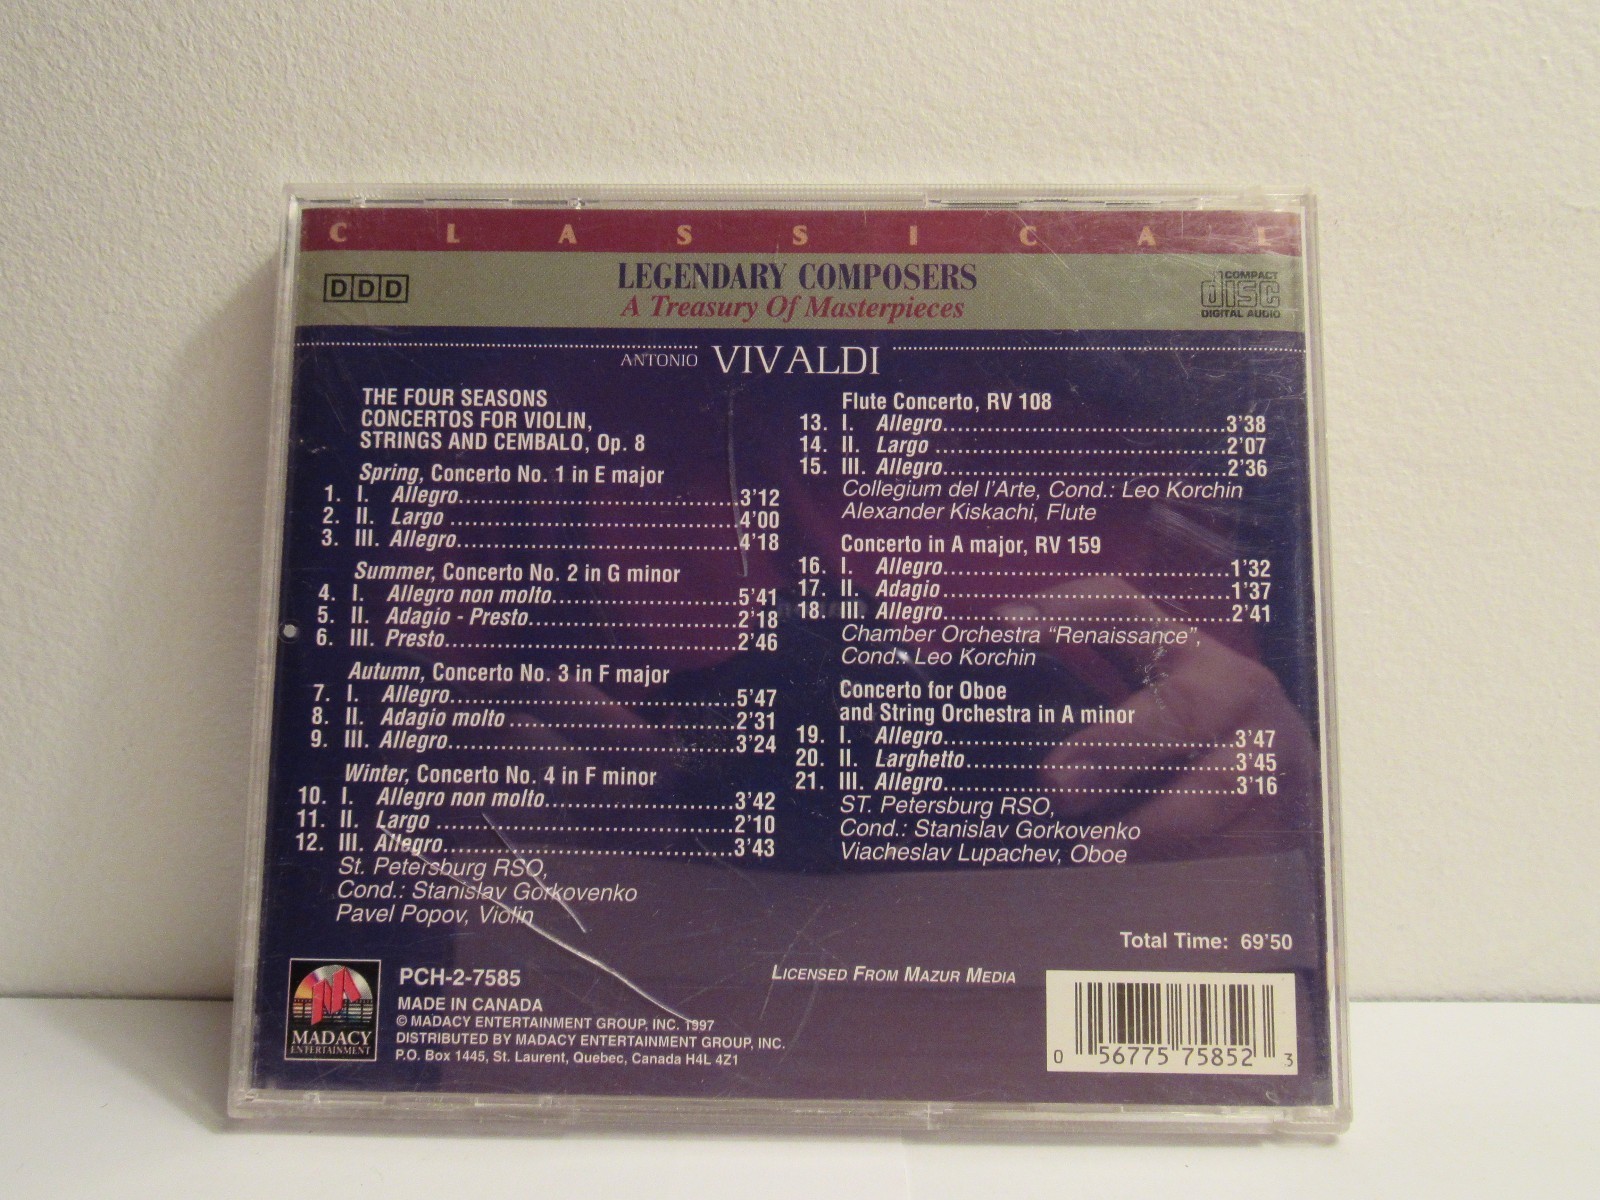 CLASSICAL
DDD
LEGENDARY COMPOSERS
A Treasury Of Masterpieces
COMPACT
disc
DIGITAL AUDIO
ANTONIO VIVALDI
THE FOUR SEASONS
CONCERTOS FOR VIOLIN,
STRINGS AND CEMBALO, Op. 8
Spring, Concerto No. 1 in E major
1. I. Allegro........................................3'12
2. II. Largo ........................................4'00
3. III. Allegro........................................4'18
Summer, Concerto No. 2 in G minor
4. I. Allegro non molto..........................5'41
5. II. Adagio - Presto.............................2'18
6. III. Presto..........................................2'46
Autumn, Concerto No. 3 in F major
7. I. Allegro........................................5'47
8. II. Adagio molto ...............................2'31
9. III. Allegro........................................3'24
Winter, Concerto No. 4 in F minor
10. I. Allegro non molto..........................3'42
11. II. Largo ..........................................2'10
12. III. Allegro........................................3'43
St. Petersburg RSO,
Cond.: Stanislav Gorkovenko
Pavel Popov, Violin
Flute Concerto, RV 108
13. I. Allegro........................................3'38
14. II. Largo ..........................................2'07
15. III. Allegro........................................2'36
Collegium del l'Arte, Cond.: Leo Korchin
Alexander Kiskachi, Flute
Concerto in A major, RV 159
16. I. Allegro........................................1'32
17. II. Adagio ........................................1'37
18. III. Allegro........................................2'41
Chamber Orchestra "Renaissance",
Cond.: Leo Korchin
Concerto for Oboe
and String Orchestra in A minor
19. I. Allegro........................................3'47
20. II. Larghetto.....................................3'45
21. III. Allegro........................................3'16
ST. Petersburg RSO,
Cond.: Stanislav Gorkovenko
Viacheslav Lupachev, Oboe
Total Time: 69'50
MADACY
ENTERTAINMENT
PCH-2-7585
MADE IN CANADA
© MADACY ENTERTAINMENT GROUP, INC. 1997
DISTRIBUTED BY MADACY ENTERTAINMENT GROUP, INC.
P.O. Box 1445, St. Laurent, Quebec, Canada H4L 4Z1
LICENSED FROM MAZUR MEDIA
0 56775 75852 3